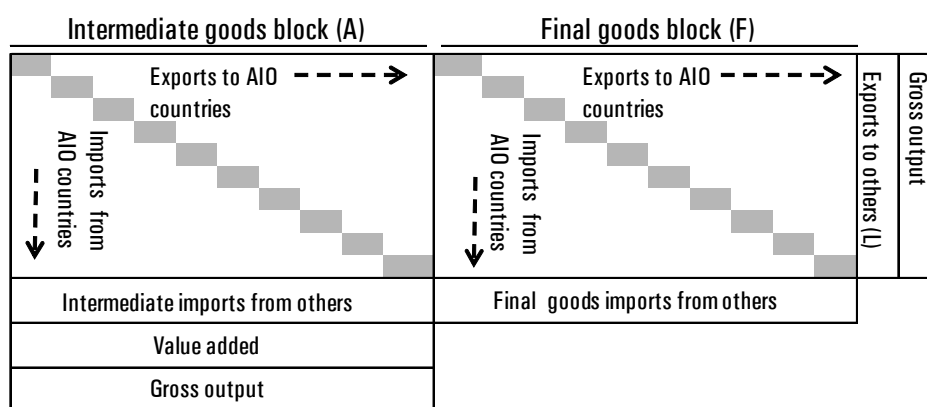 Intermediate goods block (A)
Final goods block (F)
Exports to AIO
countries
Imports from
AIO countries
Exports to AIO
countries
Imports from
AIO countries
Exports to others (L)
Gross output
Intermediate imports from others
Final goods imports from others
Value added
Gross output